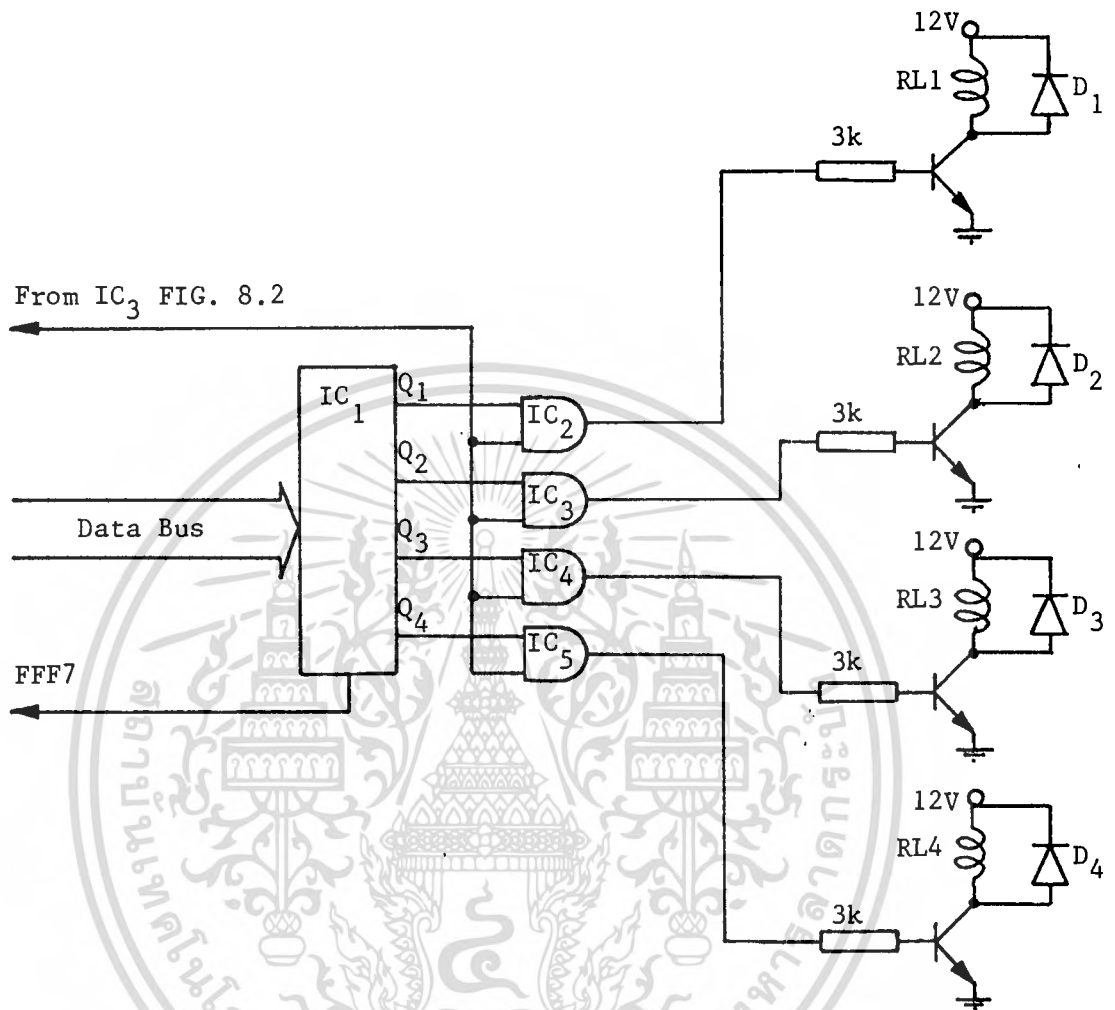 12V
RL1
D1
3k
From IC3 FIG. 8.2
12V
RL2
D2
3k
IC1
Q1
IC2
Q2
IC3
Data Bus
Q3
IC4
12V
RL3
D3
3k
Q4
IC5
FFF7
12V
RL4
D4
3k